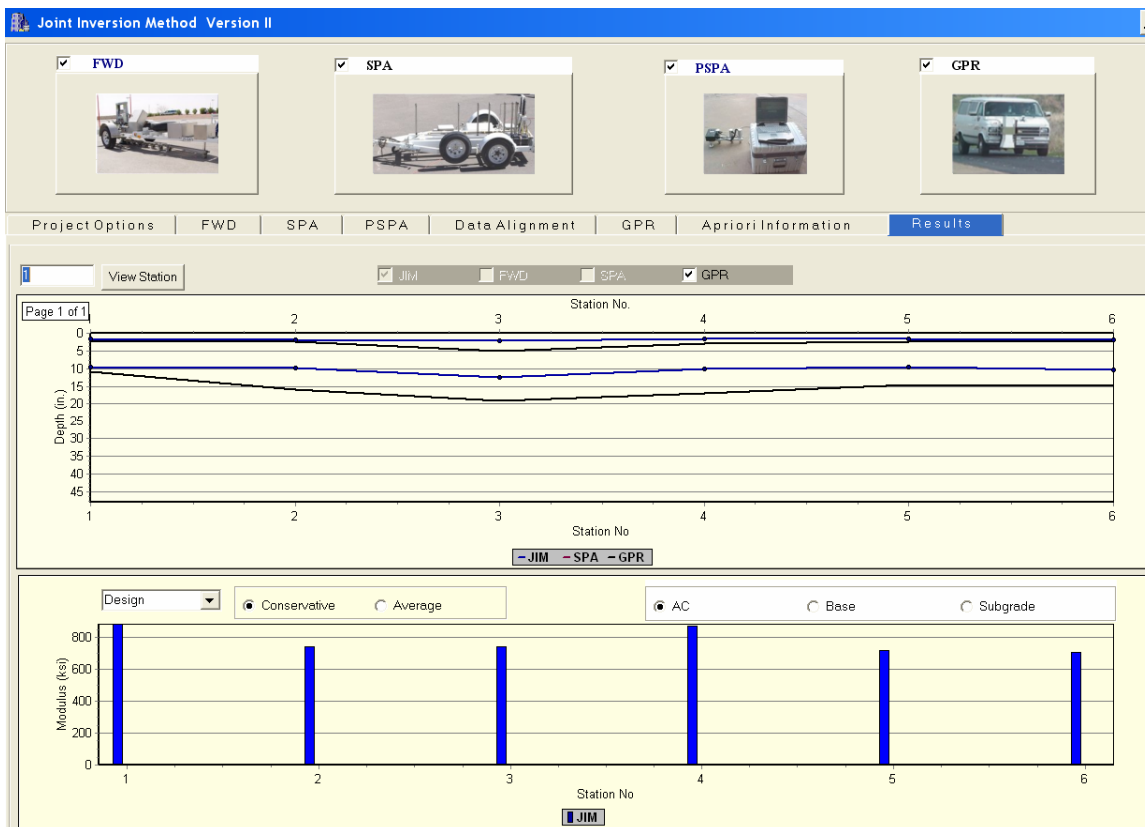 Joint Inversion Method Version II
FWD SPA PSPA GPR
Project Options FWD SPA PSPA Data Alignment GPR Apriori Information Results
1 View Station JIM FWD SPA GPR
Page 1 of 1 Station No.
2 3 4 5 6
0
5
10
15
20
25
30
35
40
45
Depth (in.)
1 2 3 4 5 6
Station No
JIM SPA GPR
Design Conservative Average AC Base Subgrade
800
600
400
200
0
Modulus (ksi)
1 2 3 4 5 6
Station No
JIM